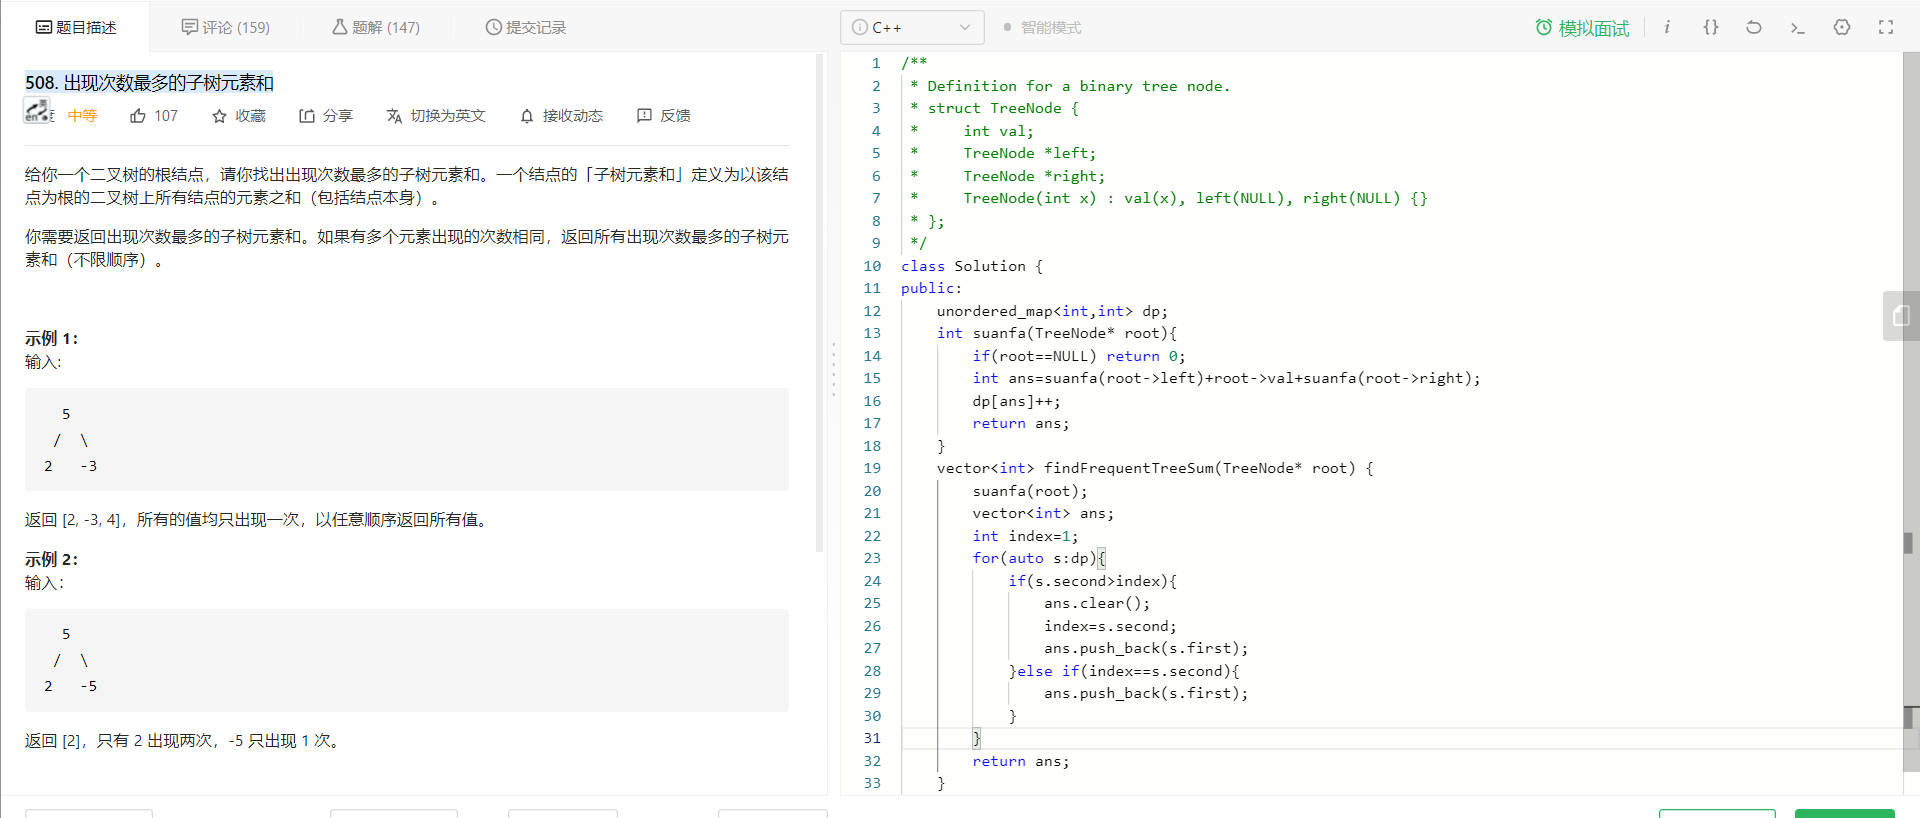 题目描述
评论 (159)
题解 (147)
提交记录
508. 出现次数最多的子树元素和
中等
107
收藏
分享
切换为英文
接收动态
反馈
给你一个二叉树的根结点，请你找出出现次数最多的子树元素和。一个结点的「子树元素和」定义为以该结
点为根的二叉树上所有结点的元素之和（包括结点本身）。
你需要返回出现次数最多的子树元素和。如果有多个元素出现的次数相同，返回所有出现次数最多的子树元
素和（不限顺序）。
示例 1：
输入:
5
/ \
2 -3
返回 [2, -3, 4]，所有的值均只出现一次，以任意顺序返回所有值。
示例 2：
输入:
5
/ \
2 -5
返回 [2]，只有 2 出现两次，-5 只出现 1 次。
C++
智能模式
模拟面试
i {} >_
1 /**
2 * Definition for a binary tree node.
3 * struct TreeNode {
4 *     int val;
5 *     TreeNode *left;
6 *     TreeNode *right;
7 *     TreeNode(int x) : val(x), left(NULL), right(NULL) {}
8 * };
9 */
10 class Solution {
11 public:
12     unordered_map<int,int> dp;
13     int suanfa(TreeNode* root){
14         if(root==NULL) return 0;
15         int ans=suanfa(root->left)+root->val+suanfa(root->right);
16         dp[ans]++;
17         return ans;
18     }
19     vector<int> findFrequentTreeSum(TreeNode* root) {
20         suanfa(root);
21         vector<int> ans;
22         int index=1;
23         for(auto s:dp){
24             if(s.second>index){
25                 ans.clear();
26                 index=s.second;
27                 ans.push_back(s.first);
28             }else if(index==s.second){
29                 ans.push_back(s.first);
30             }
31         }
32         return ans;
33     }